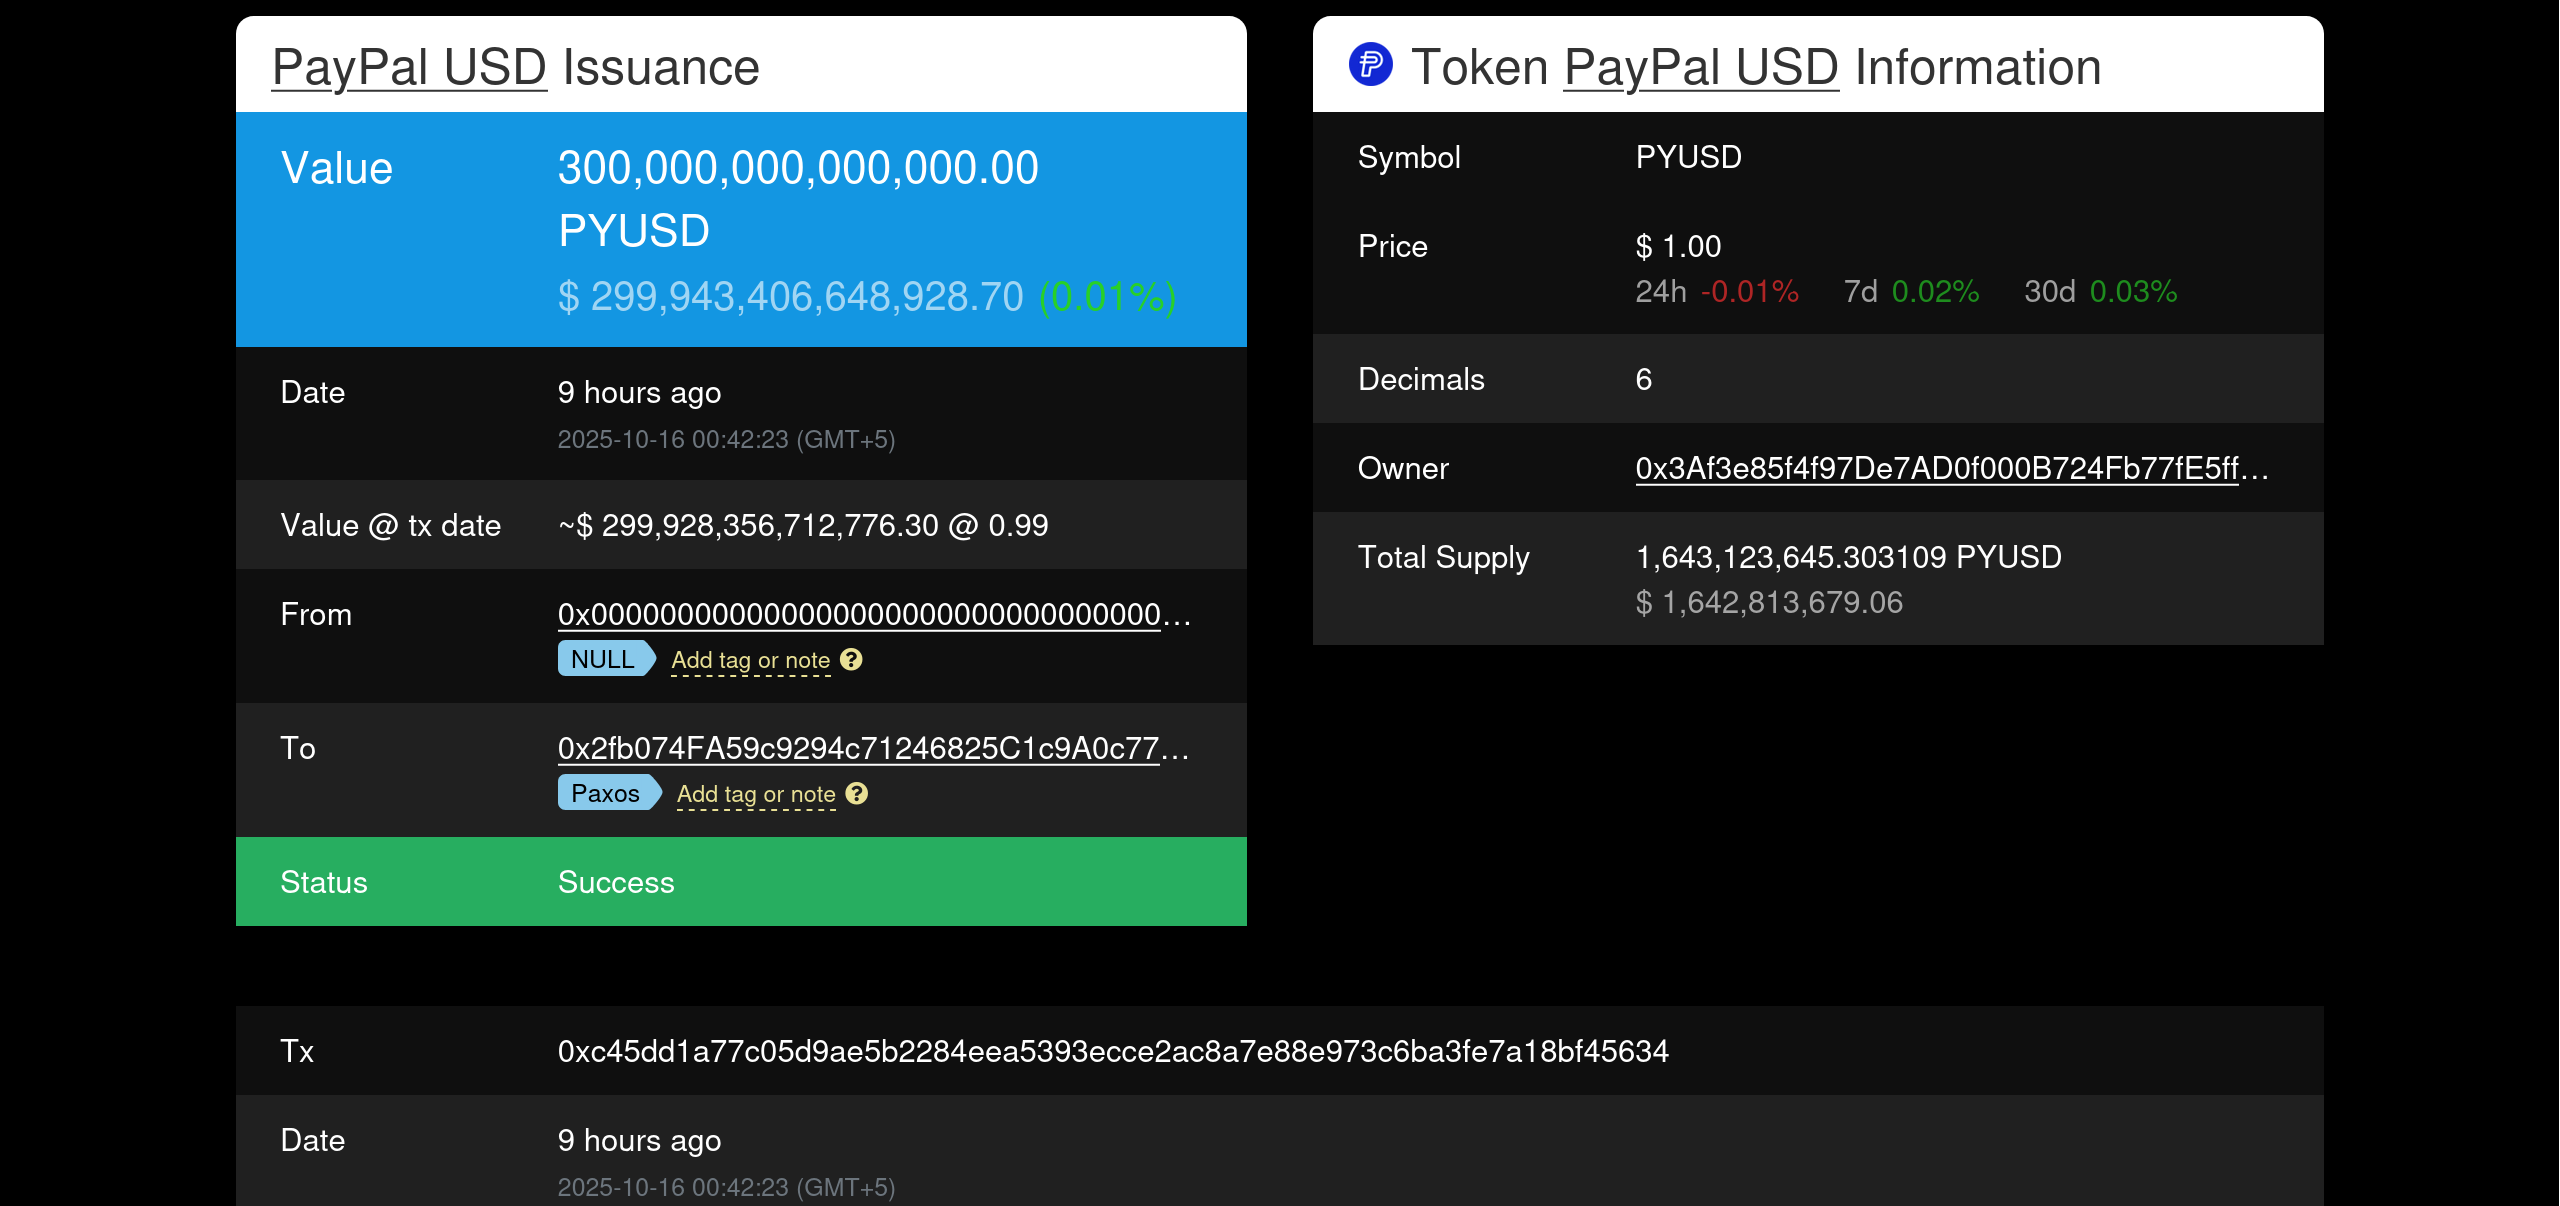 PayPal USD Issuance
Value 300,000,000,000,000.00
PYUSD
$ 299,943,406,648,928.70 (0.01%)
Date 9 hours ago
2025-10-16 00:42:23 (GMT+5)
Value @ tx date ~$ 299,928,356,712,776.30 @ 0.99
From 0x0000000000000000000000000000000000...
NULL Add tag or note ?
To 0x2fb074FA59c9294c71246825C1c9A0c77...
Paxos Add tag or note ?
Status Success
Token PayPal USD Information
Symbol PYUSD
Price $ 1.00
24h -0.01% 7d 0.02% 30d 0.03%
Decimals 6
Owner 0x3Af3e85f4f97De7AD0f000B724Fb77fE5ff...
Total Supply 1,643,123,645.303109 PYUSD
$ 1,642,813,679.06
Tx 0xc45dd1a77c05d9ae5b2284eea5393ecce2ac8a7e88e973c6ba3fe7a18bf45634
Date 9 hours ago
2025-10-16 00:42:23 (GMT+5)